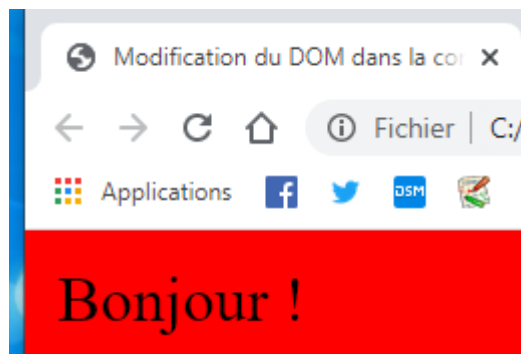 Modification du DOM dans la co
Fichier | C:/
Applications DSM
Bonjour !